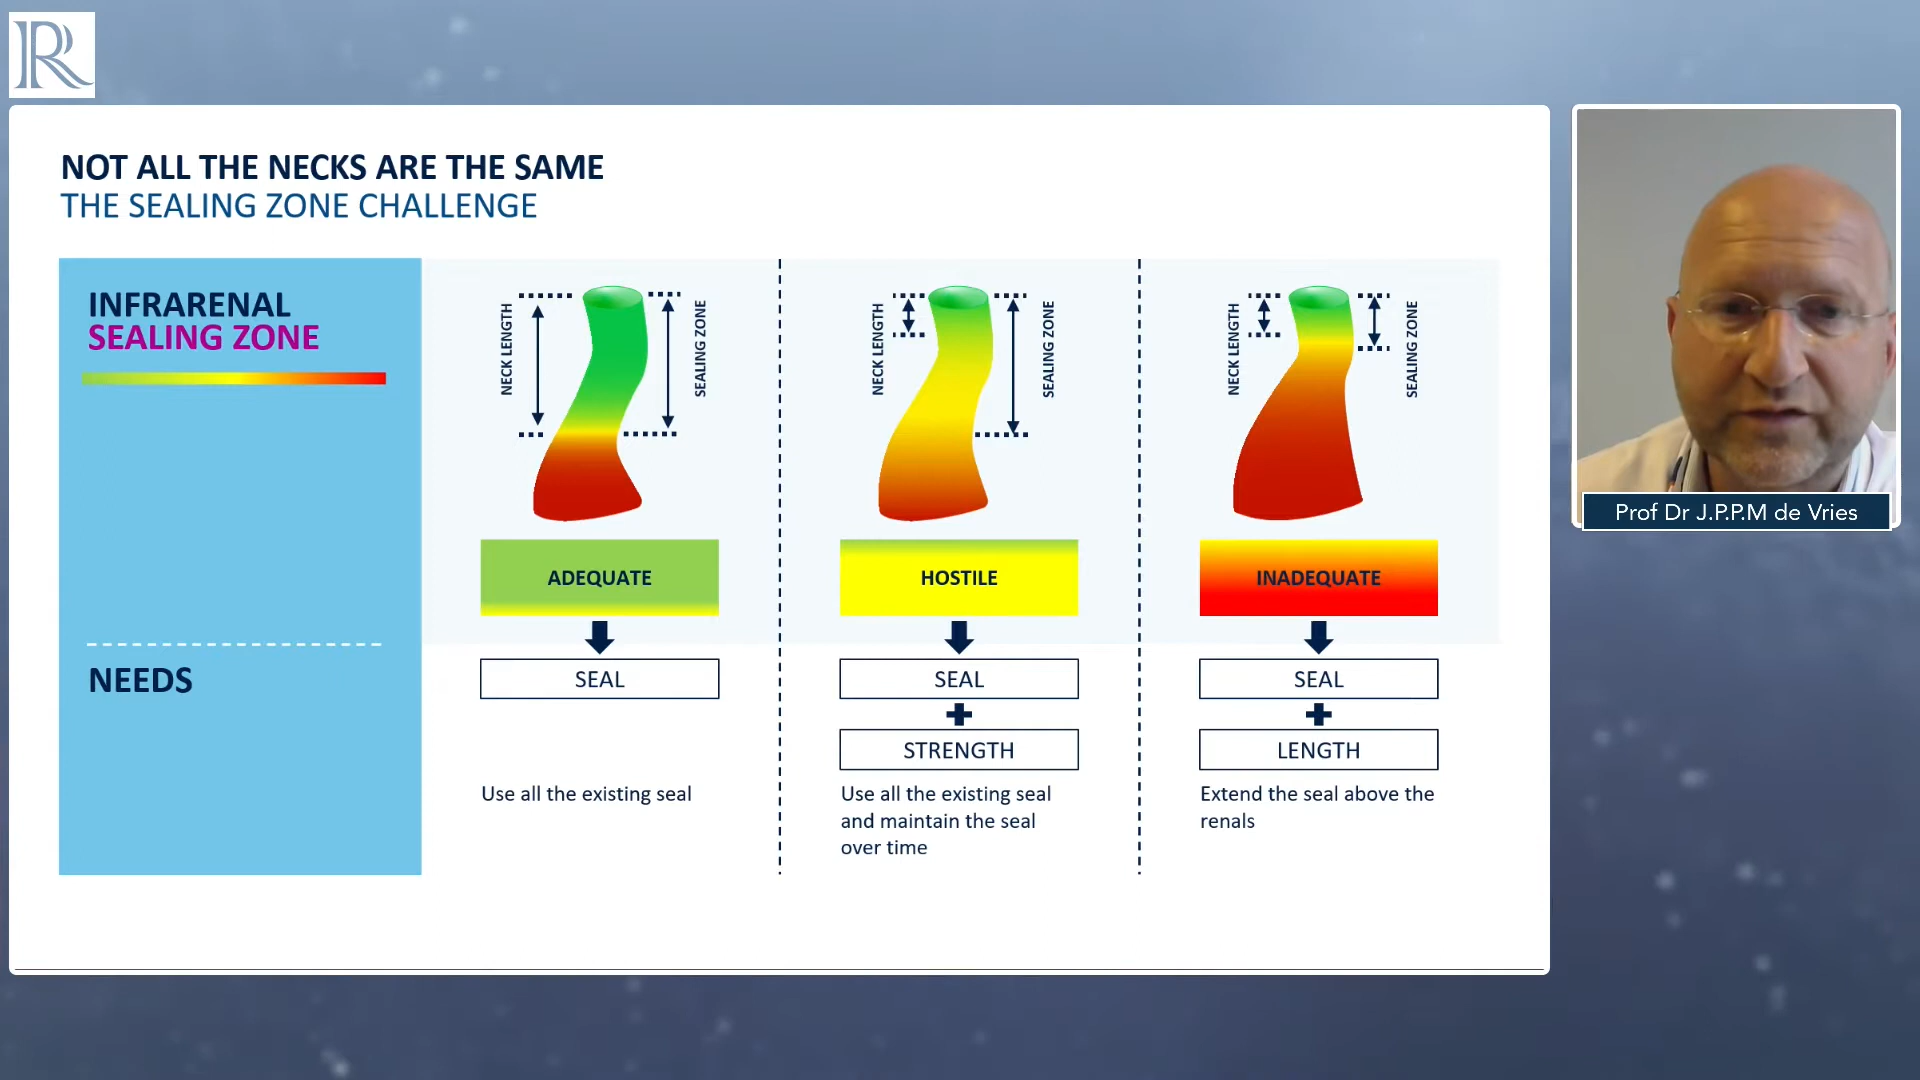 R
NOT ALL THE NECKS ARE THE SAME
THE SEALING ZONE CHALLENGE
INFRARENAL
SEALING ZONE
NECK LENGTH
SEALING ZONE
NECK LENGTH
SEALING ZONE
NECK LENGTH
SEALING ZONE
ADEQUATE
HOSTILE
INADEQUATE
NEEDS
SEAL
SEAL
SEAL
STRENGTH
LENGTH
Use all the existing seal
Use all the existing seal
and maintain the seal
over time
Extend the seal above the
renals
Prof Dr J.P.P.M de Vries